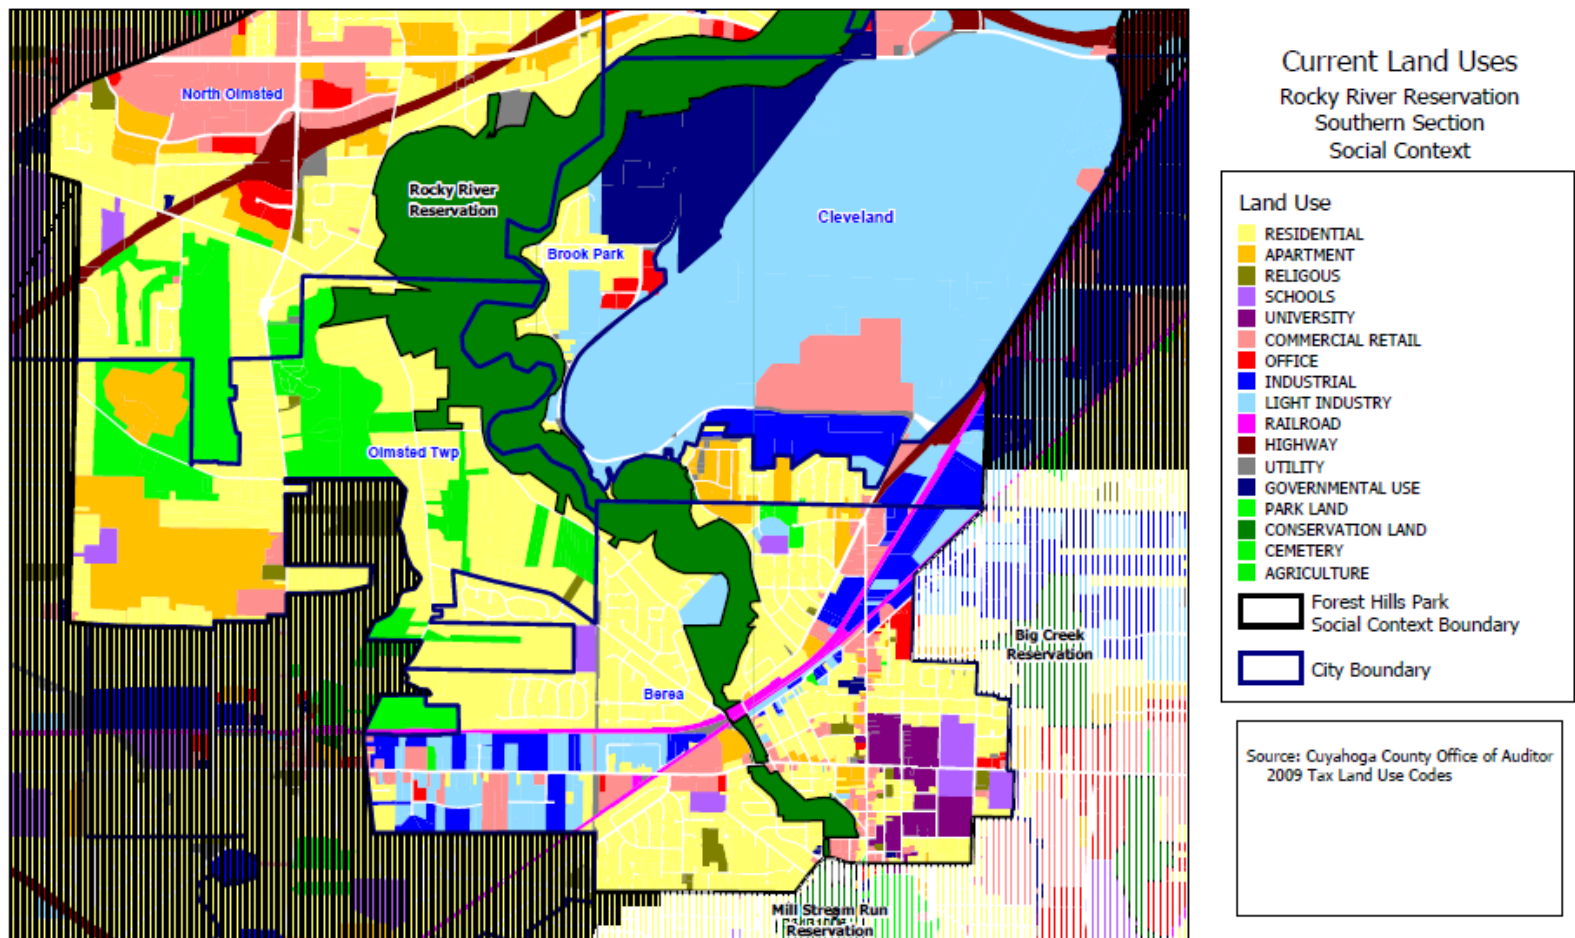 Current Land Uses
Rocky River Reservation
Southern Section
Social Context
North Olmsted
Rocky River
Reservation
Cleveland
Brook Park
Olmsted Twp
Berea
Big Creek
Reservation
Mill Stream Run
Reservation
Land Use
RESIDENTIAL
APARTMENT
RELIGOUS
SCHOOLS
UNIVERSITY
COMMERCIAL RETAIL
OFFICE
INDUSTRIAL
LIGHT INDUSTRY
RAILROAD
HIGHWAY
UTILITY
GOVERNMENTAL USE
PARK LAND
CONSERVATION LAND
CEMETERY
AGRICULTURE
Forest Hills Park
Social Context Boundary
City Boundary
Source: Cuyahoga County Office of Auditor
2009 Tax Land Use Codes